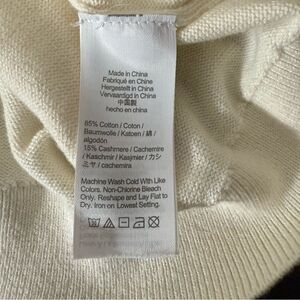 Made in China
Fabriqué en Chine
Hergestellt in China
Vervaardigd in China
中国製
hecho en china
85% Cotton / Coton /
Baumwolle / Katoen / 綿 /
algodón
15% Cashmere / Cachemire
/ Kaschmir / Kasjmier / カシ
ミヤ / cachemira
Machine Wash Cold With Like
Colors. Non-Chlorine Bleach
Only. Reshape and Lay Flat to
Dry. Iron on Lowest Setting.